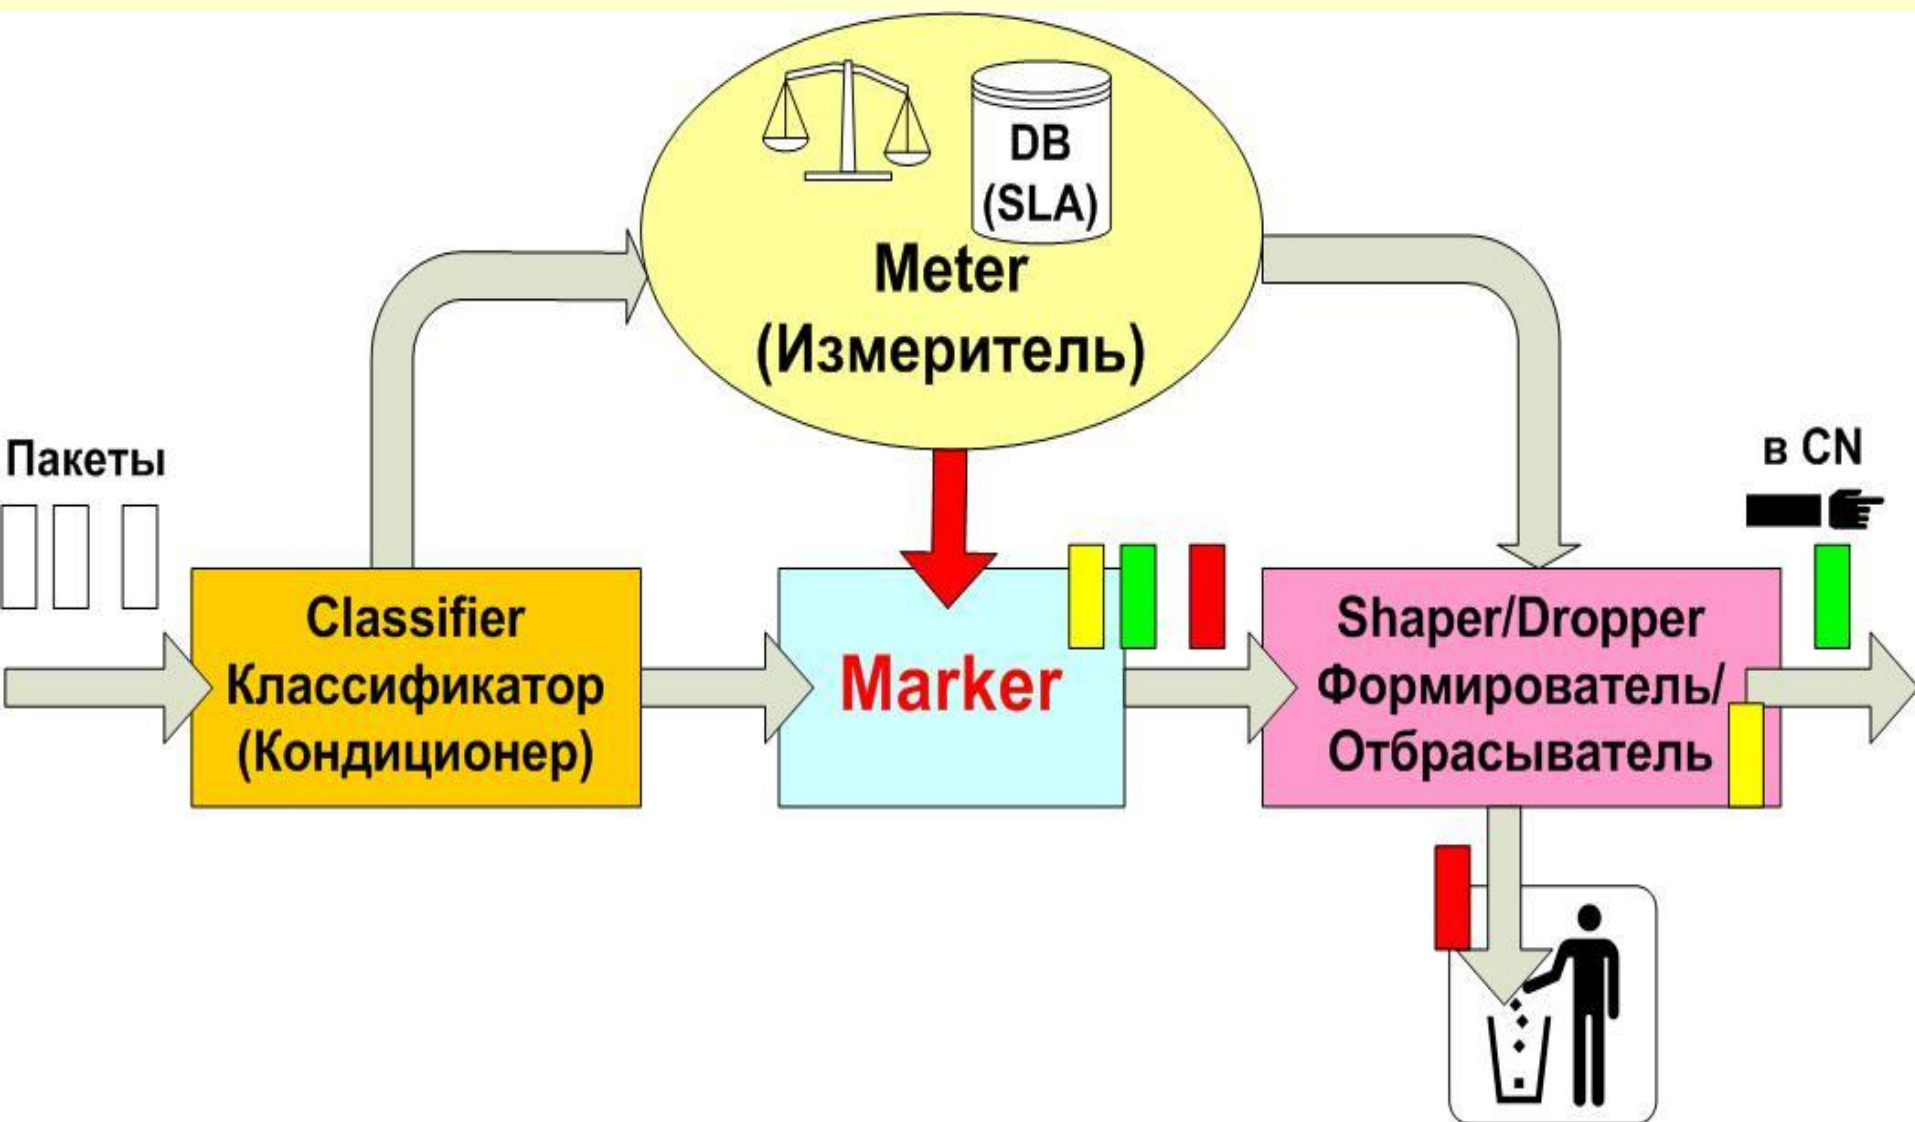 DB
(SLA)
Meter
(Измеритель)
Пакеты
в CN
Classifier
Классификатор
(Кондиционер)
Marker
Shaper/Dropper
Формирователь/
Отбрасыватель